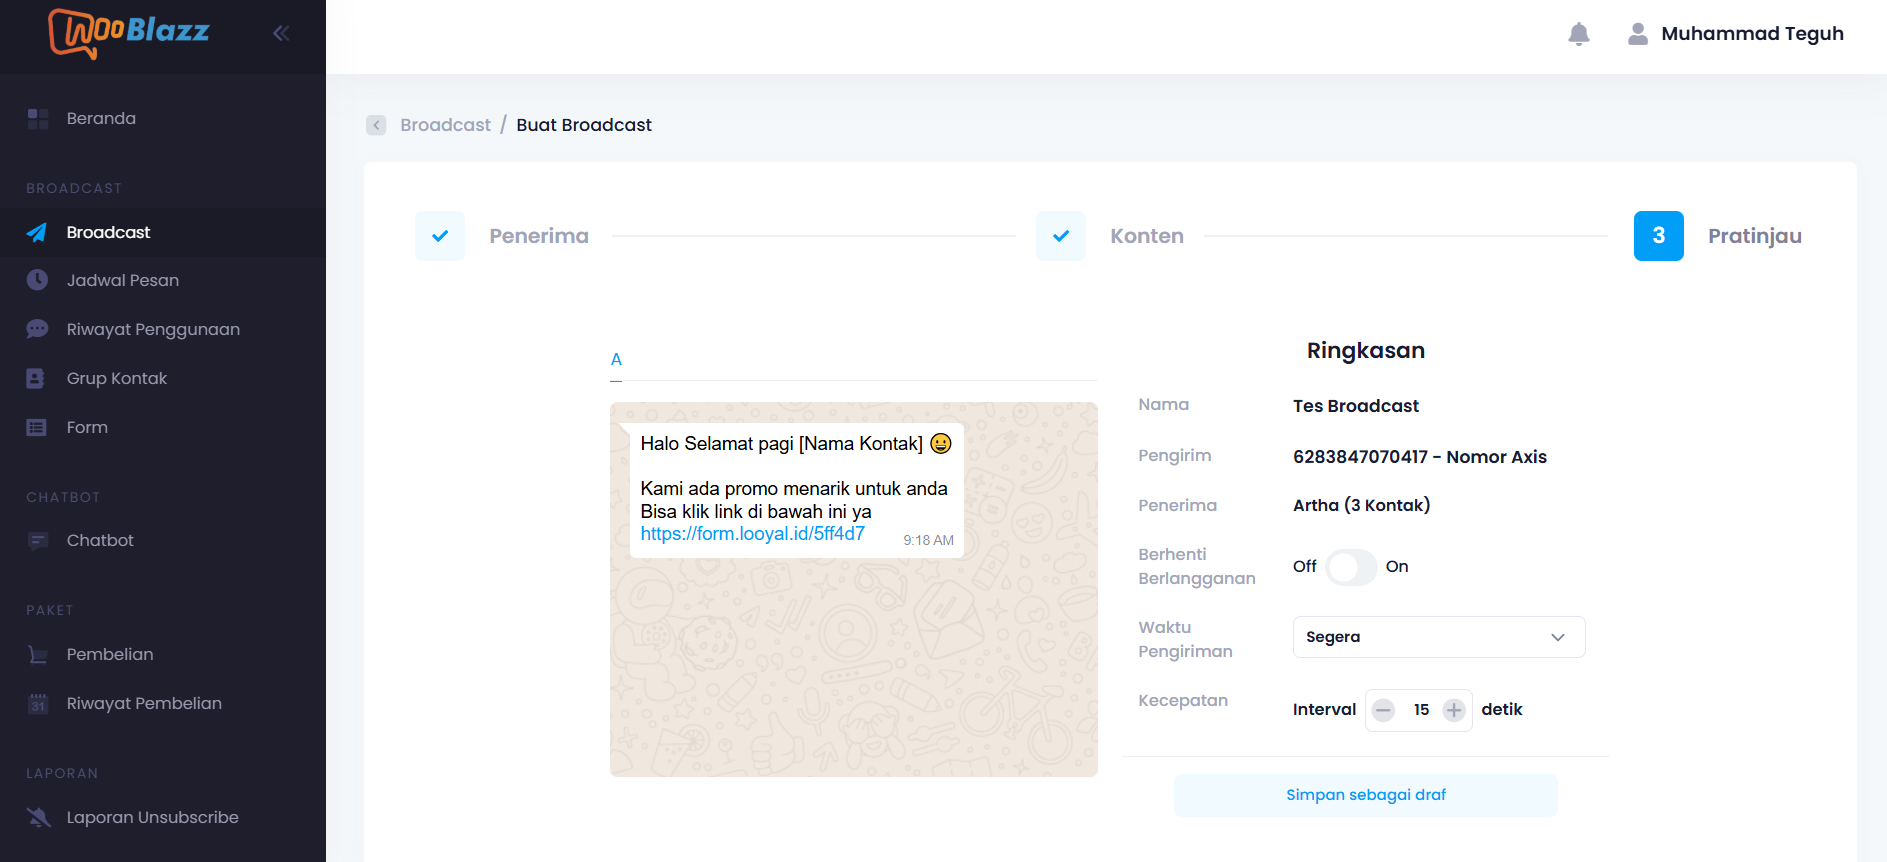 WooBlazz
Muhammad Teguh
Beranda
BROADCAST
Broadcast
Jadwal Pesan
Riwayat Penggunaan
Grup Kontak
Form
CHATBOT
Chatbot
PAKET
Pembelian
31
Riwayat Pembelian
LAPORAN
Laporan Unsubscribe
Broadcast / Buat Broadcast
Penerima
Konten
3 Pratinjau
A
Halo Selamat pagi [Nama Kontak] 😀
Kami ada promo menarik untuk anda
Bisa klik link di bawah ini ya
https://form.looyal.id/5ff4d7
9:18 AM
Ringkasan
Nama Tes Broadcast
Pengirim 6283847070417 - Nomor Axis
Penerima Artha (3 Kontak)
Berhenti
Berlangganan
Off On
Waktu
Pengiriman
Segera
Kecepatan Interval 15 detik
Simpan sebagai draf